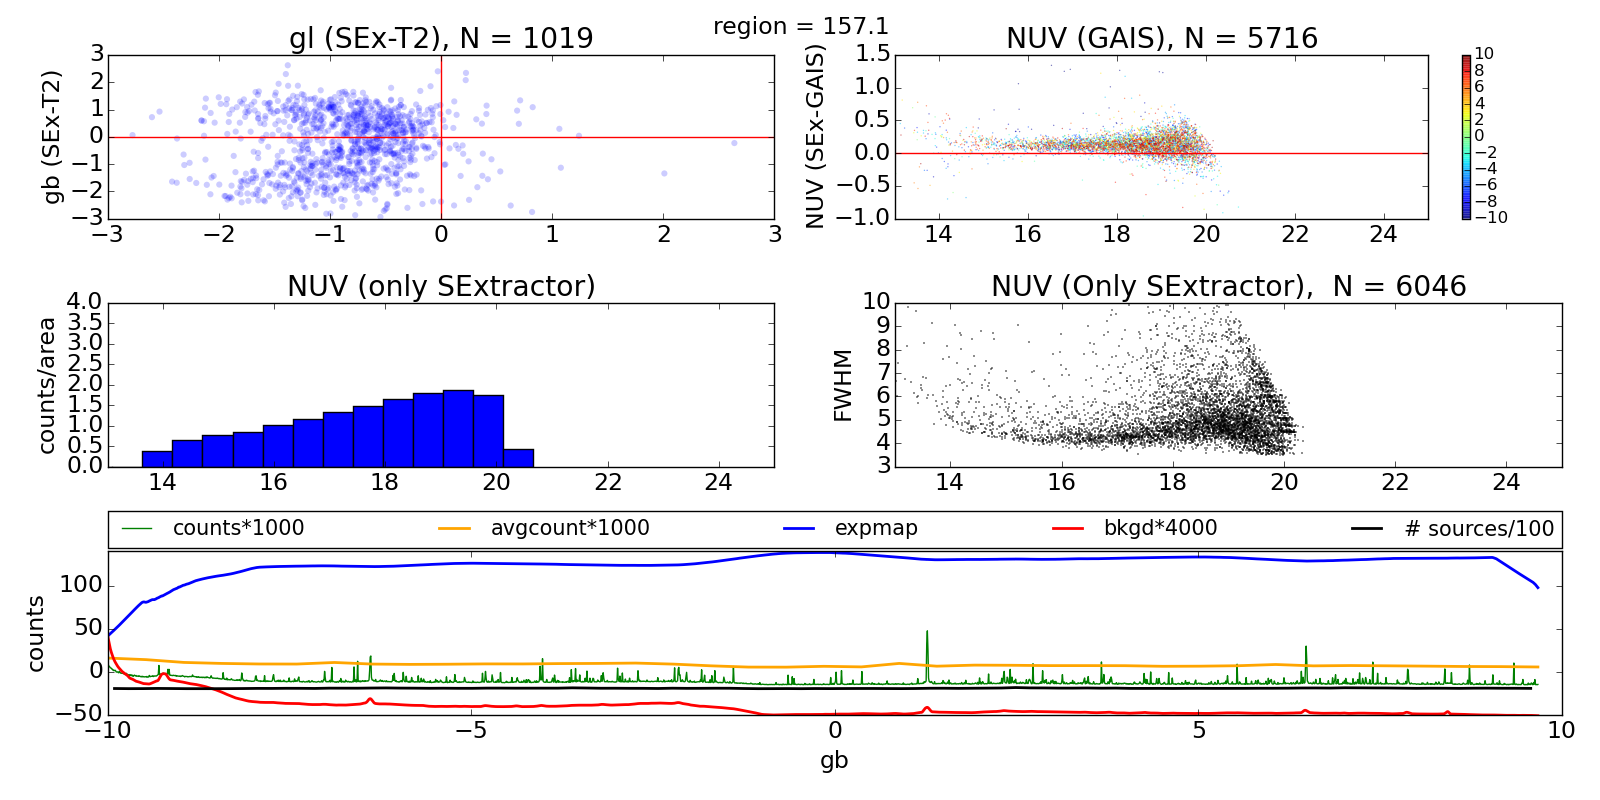 region = 157.1
gl (SEx-T2), N = 1019
gb (SEx-T2)
3
2
1
0
−1
−2
−3
−3 −2 −1 0 1 2 3
NUV (GAIS), N = 5716
NUV (SEx-GAIS)
1.5
1.0
0.5
0.0
−0.5
−1.0
14 16 18 20 22 24
10
8
6
4
2
0
−2
−4
−6
−8
−10
NUV (only SExtractor)
counts/area
4.0
3.5
3.0
2.5
2.0
1.5
1.0
0.5
0.0
14 16 18 20 22 24
NUV (Only SExtractor), N = 6046
FWHM
10
9
8
7
6
5
4
3
14 16 18 20 22 24
counts*1000 avgcount*1000 expmap bkgd*4000 # sources/100
counts
100
50
0
−50
−10 −5 0 5 10
gb